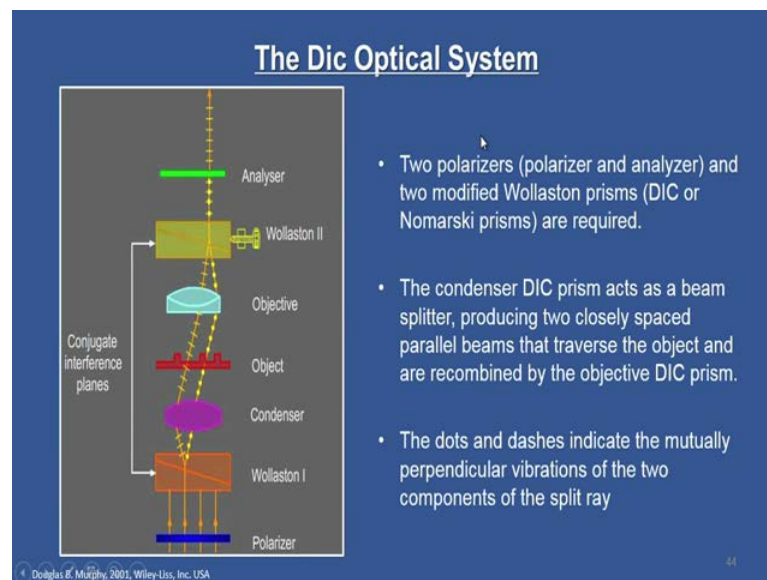 The Dic Optical System
Analyser
Wollaston II
Objective
Conjugate
interference
planes
Object
Condenser
Wollaston I
Polarizer
• Two polarizers (polarizer and analyzer) and
two modified Wollaston prisms (DIC or
Nomarski prisms) are required.
• The condenser DIC prism acts as a beam
splitter, producing two closely spaced
parallel beams that traverse the object and
are recombined by the objective DIC prism.
• The dots and dashes indicate the mutually
perpendicular vibrations of the two
components of the split ray
Douglas B. Murphy, 2001, Wiley-Liss, Inc. USA
44